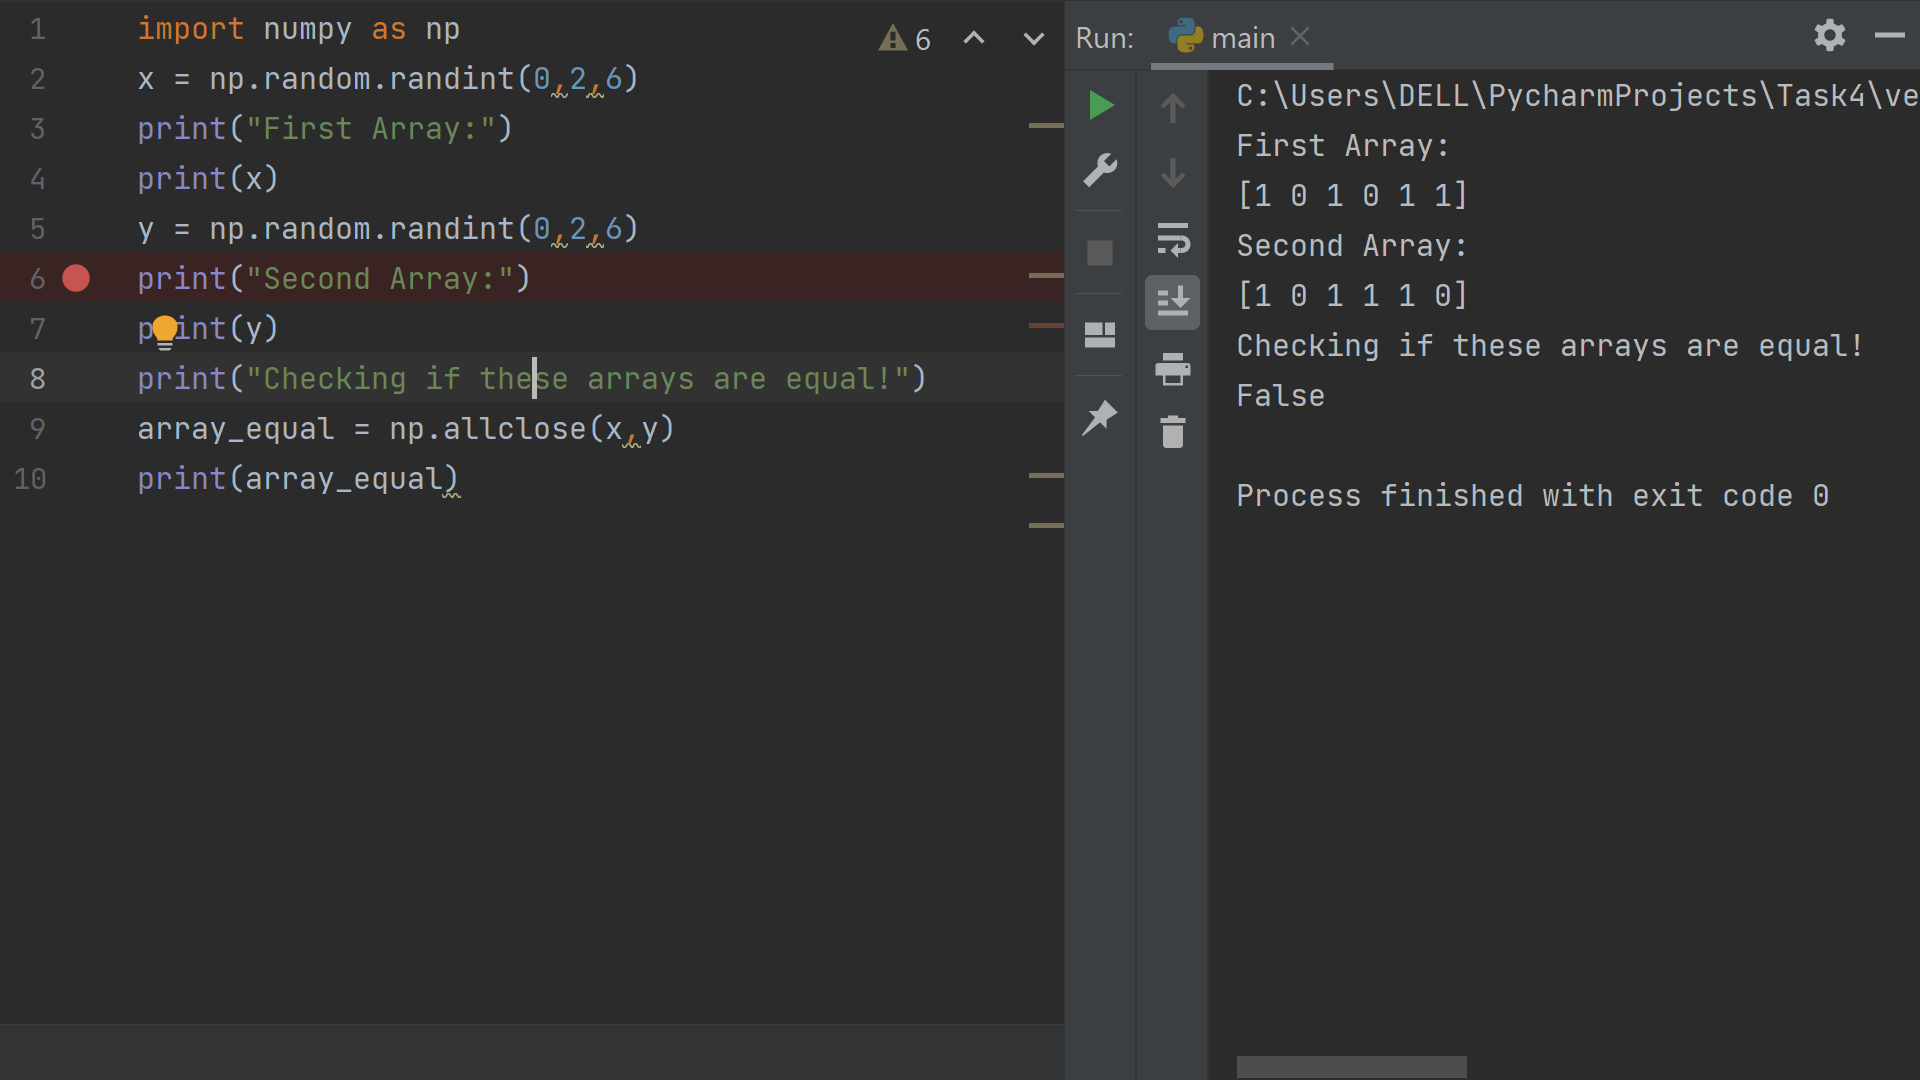 1 import numpy as np
2 x = np.random.randint(0,2,6)
3 print("First Array:")
4 print(x)
5 y = np.random.randint(0,2,6)
6 print("Second Array:")
7 print(y)
8 print("Checking if these arrays are equal!")
9 array_equal = np.allclose(x,y)
10 print(array_equal)
6
Run: main
C:\Users\DELL\PycharmProjects\Task4\ve
First Array:
[1 0 1 0 1 1]
Second Array:
[1 0 1 1 1 0]
Checking if these arrays are equal!
False
Process finished with exit code 0